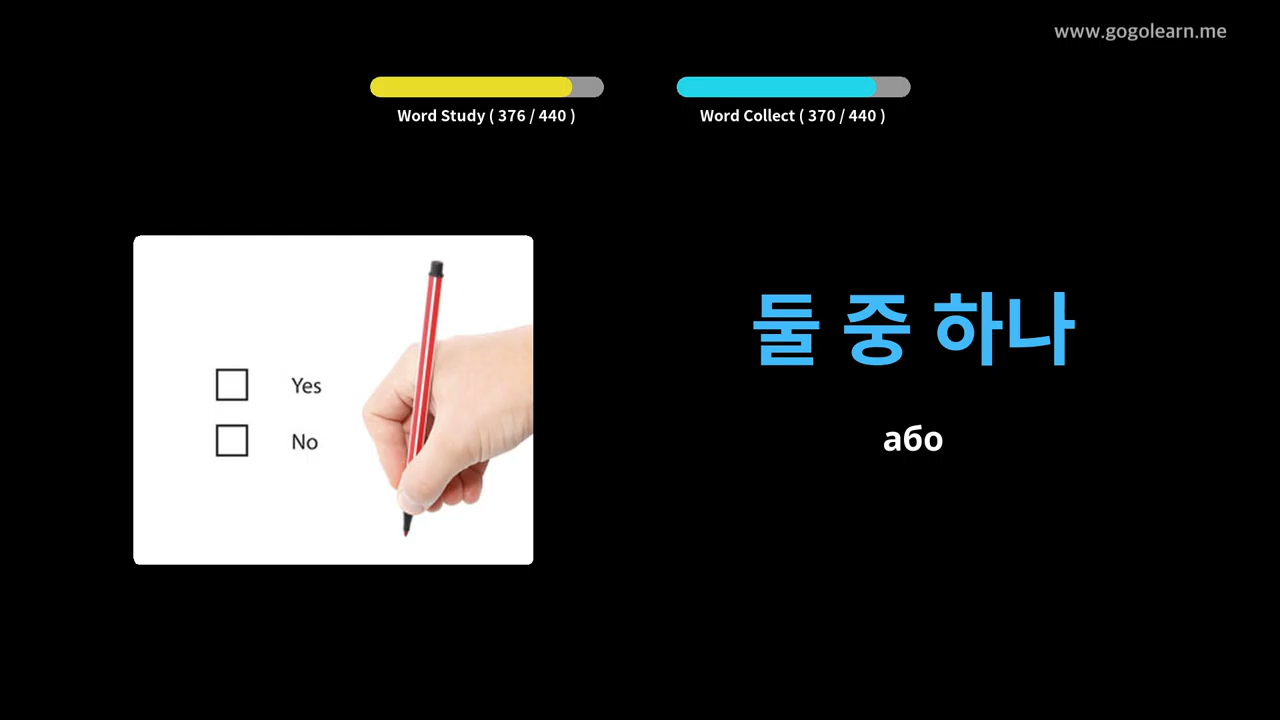 www.gogolearn.me
Word Study ( 376 / 440 )
Word Collect ( 370 / 440 )
Yes
No
둘 중 하나
або